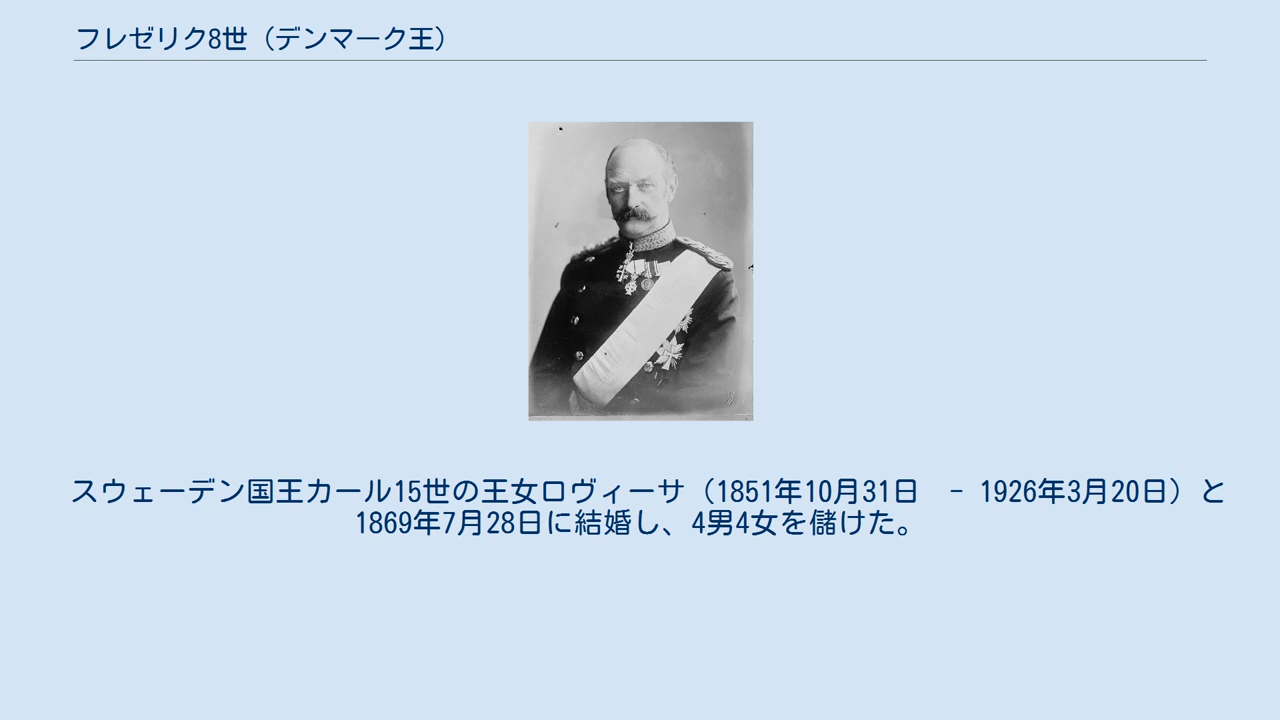 フレゼリク8世（デンマーク王）
スウェーデン国王カール15世の王女ロヴィーサ（1851年10月31日　- 1926年3月20日）と
1869年7月28日に結婚し、4男4女を儲けた。